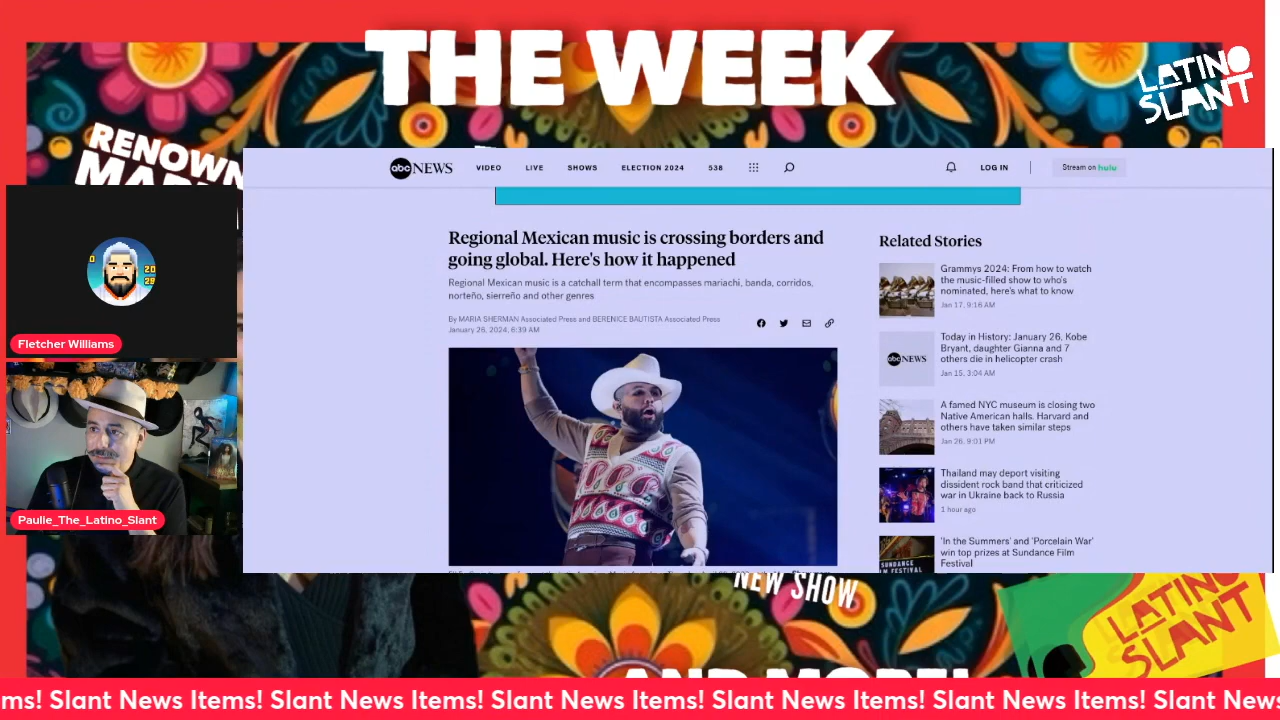 THE WEEK
LATINO
SLANT
RENOWN
abc NEWS
VIDEO
LIVE
SHOWS
ELECTION 2024
538
LOG IN
Stream on hulu
Regional Mexican music is crossing borders and
going global. Here's how it happened
Regional Mexican music is a catchall term that encompasses mariachi, banda, corridos,
norteño, sierreño and other genres
By MARIA SHERMAN Associated Press and BERENICE BAUTISTA Associated Press
January 26, 2024, 6:39 AM
Related Stories
Grammys 2024: From how to watch
the music-filled show to who's
nominated, here's what to know
Jan 17, 9:16 AM
abc NEWS
Today in History: January 26, Kobe
Bryant, daughter Gianna and 7
others die in helicopter crash
Jan 15, 3:04 AM
A famed NYC museum is closing two
Native American halls. Harvard and
others have taken similar steps
Jan 26, 9:01 PM
Thailand may deport visiting
dissident rock band that criticized
war in Ukraine back to Russia
1 hour ago
SUNDANCE
'In the Summers' and 'Porcelain War'
win top prizes at Sundance Film
Festival
0
20
29
Fletcher Williams
Paulie_The_Latino_Slant
NEW SHOW
AND MORE!
LATINO
SLANT
ms! Slant News Items! Slant News Items! Slant News Items! Slant News Items! Slant News Items! Slant News